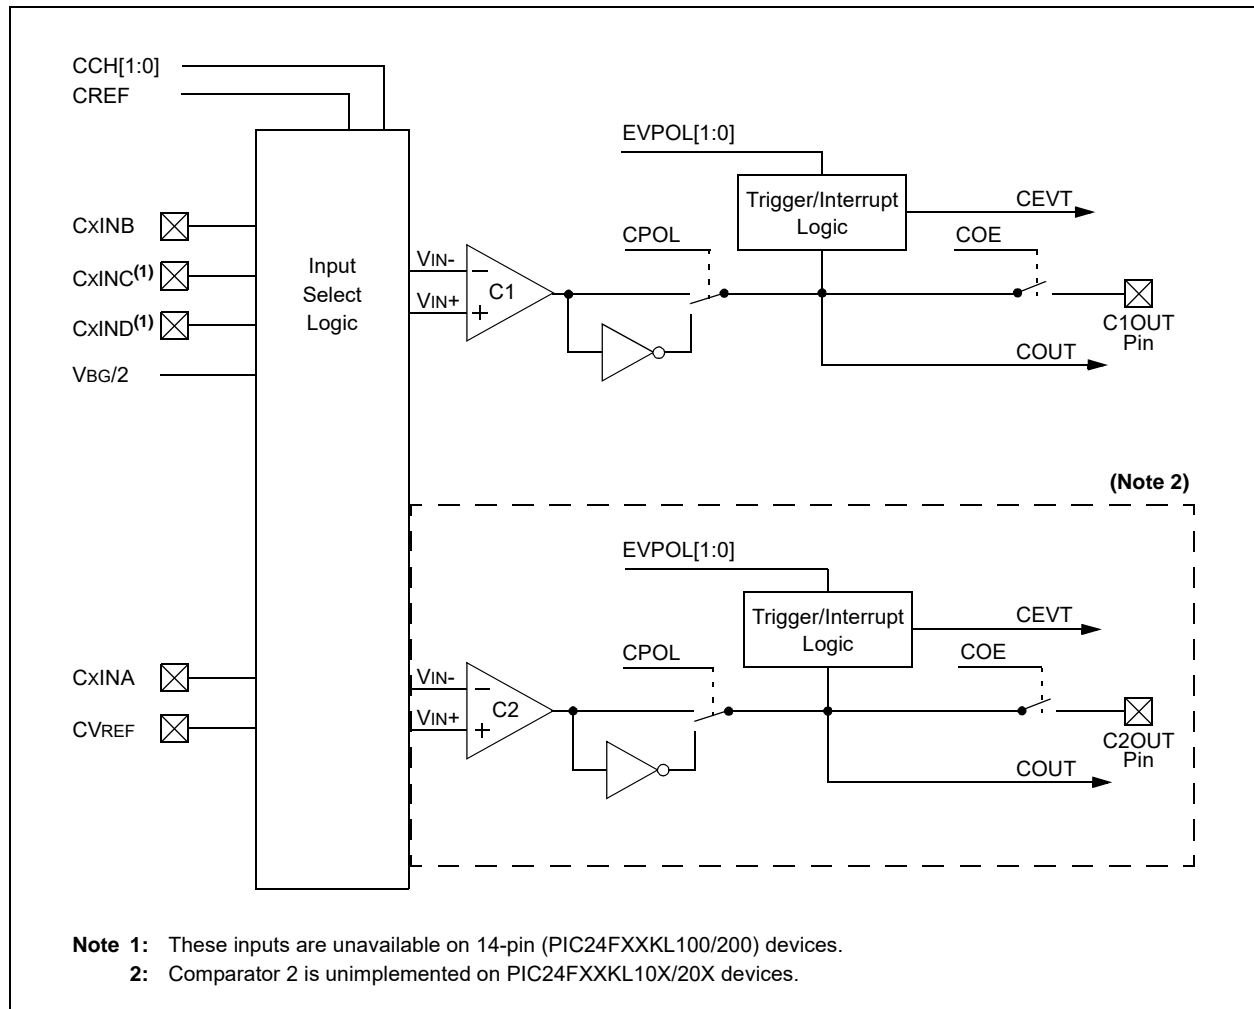 CCH[1:0]
CREF
EVPOL[1:0]
Trigger/Interrupt
Logic
CEVT
CPOL
COE
CXINB
CXINC(1)
CXIND(1)
VBG/2
Input
Select
Logic
VIN-
VIN+
−
+
C1
C1OUT
Pin
COUT
(Note 2)
EVPOL[1:0]
Trigger/Interrupt
Logic
CEVT
CPOL
COE
CXINA
CVREF
VIN-
VIN+
−
+
C2
C2OUT
Pin
COUT
Note 1: These inputs are unavailable on 14-pin (PIC24FXXKL100/200) devices.
2: Comparator 2 is unimplemented on PIC24FXXKL10X/20X devices.